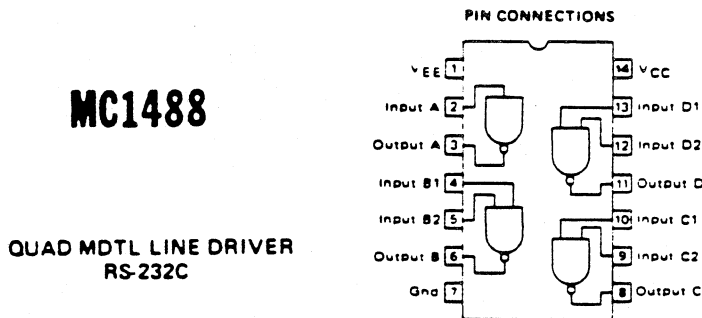 PIN CONNECTIONS
MC1488
QUAD MDTL LINE DRIVER
RS-232C
VEE 1
Input A 2
Output A 3
Input B1 4
Input B2 5
Output B 6
Gnd 7
14 VCC
13 Input D1
12 Input D2
11 Output D
10 Input C1
9 Input C2
8 Output C